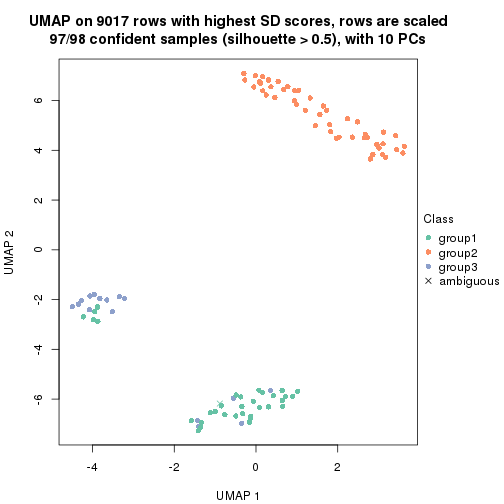 UMAP on 9017 rows with highest SD scores, rows are scaled
97/98 confident samples (silhouette > 0.5), with 10 PCs
6
4
2
0
-2
-4
-6
UMAP 2
-4
-2
0
2
UMAP 1
Class
group1
group2
group3
ambiguous